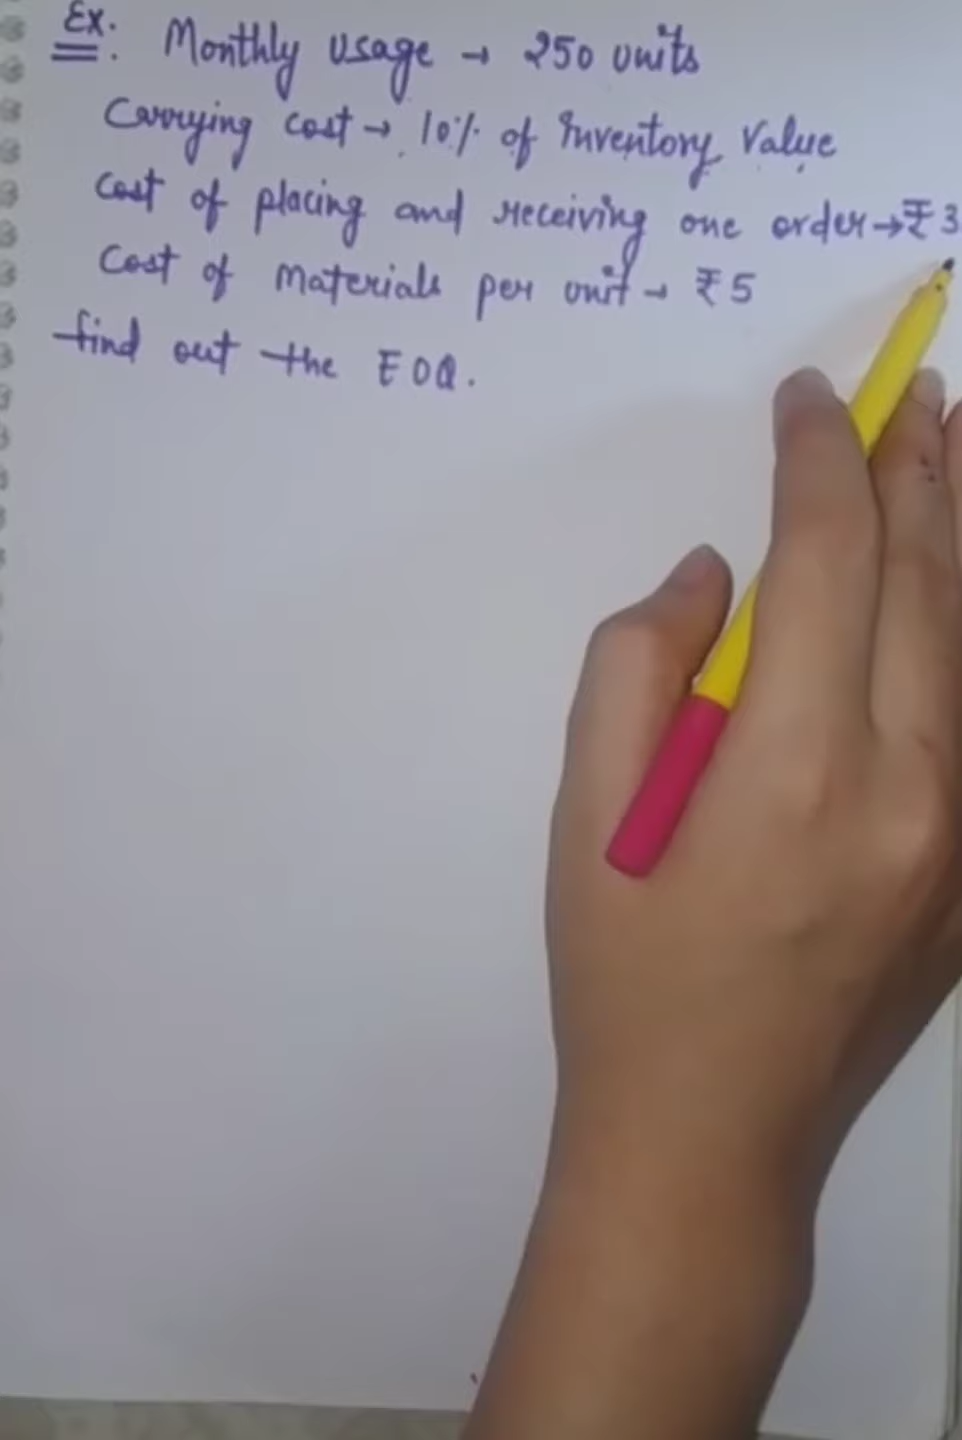 Ex: Monthly usage → 250 units
Carrying cost → 10% of Inventory Value
cost of placing and receiving one order → ₹3
Cost of Materials per unit → ₹5
find out the EOQ.